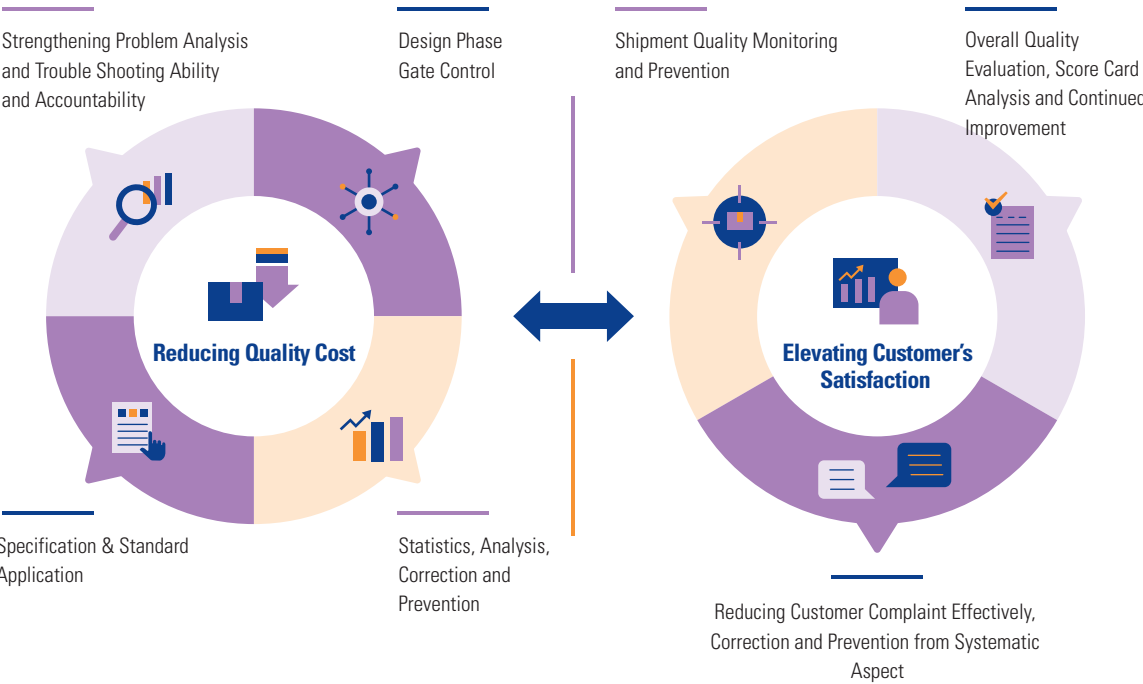 Strengthening Problem Analysis
and Trouble Shooting Ability
and Accountability
Design Phase
Gate Control
Reducing Quality Cost
Specification & Standard
Application
Statistics, Analysis,
Correction and
Prevention
Shipment Quality Monitoring
and Prevention
Overall Quality
Evaluation, Score Card
Analysis and Continued
Improvement
Elevating Customer's
Satisfaction
Reducing Customer Complaint Effectively,
Correction and Prevention from Systematic
Aspect